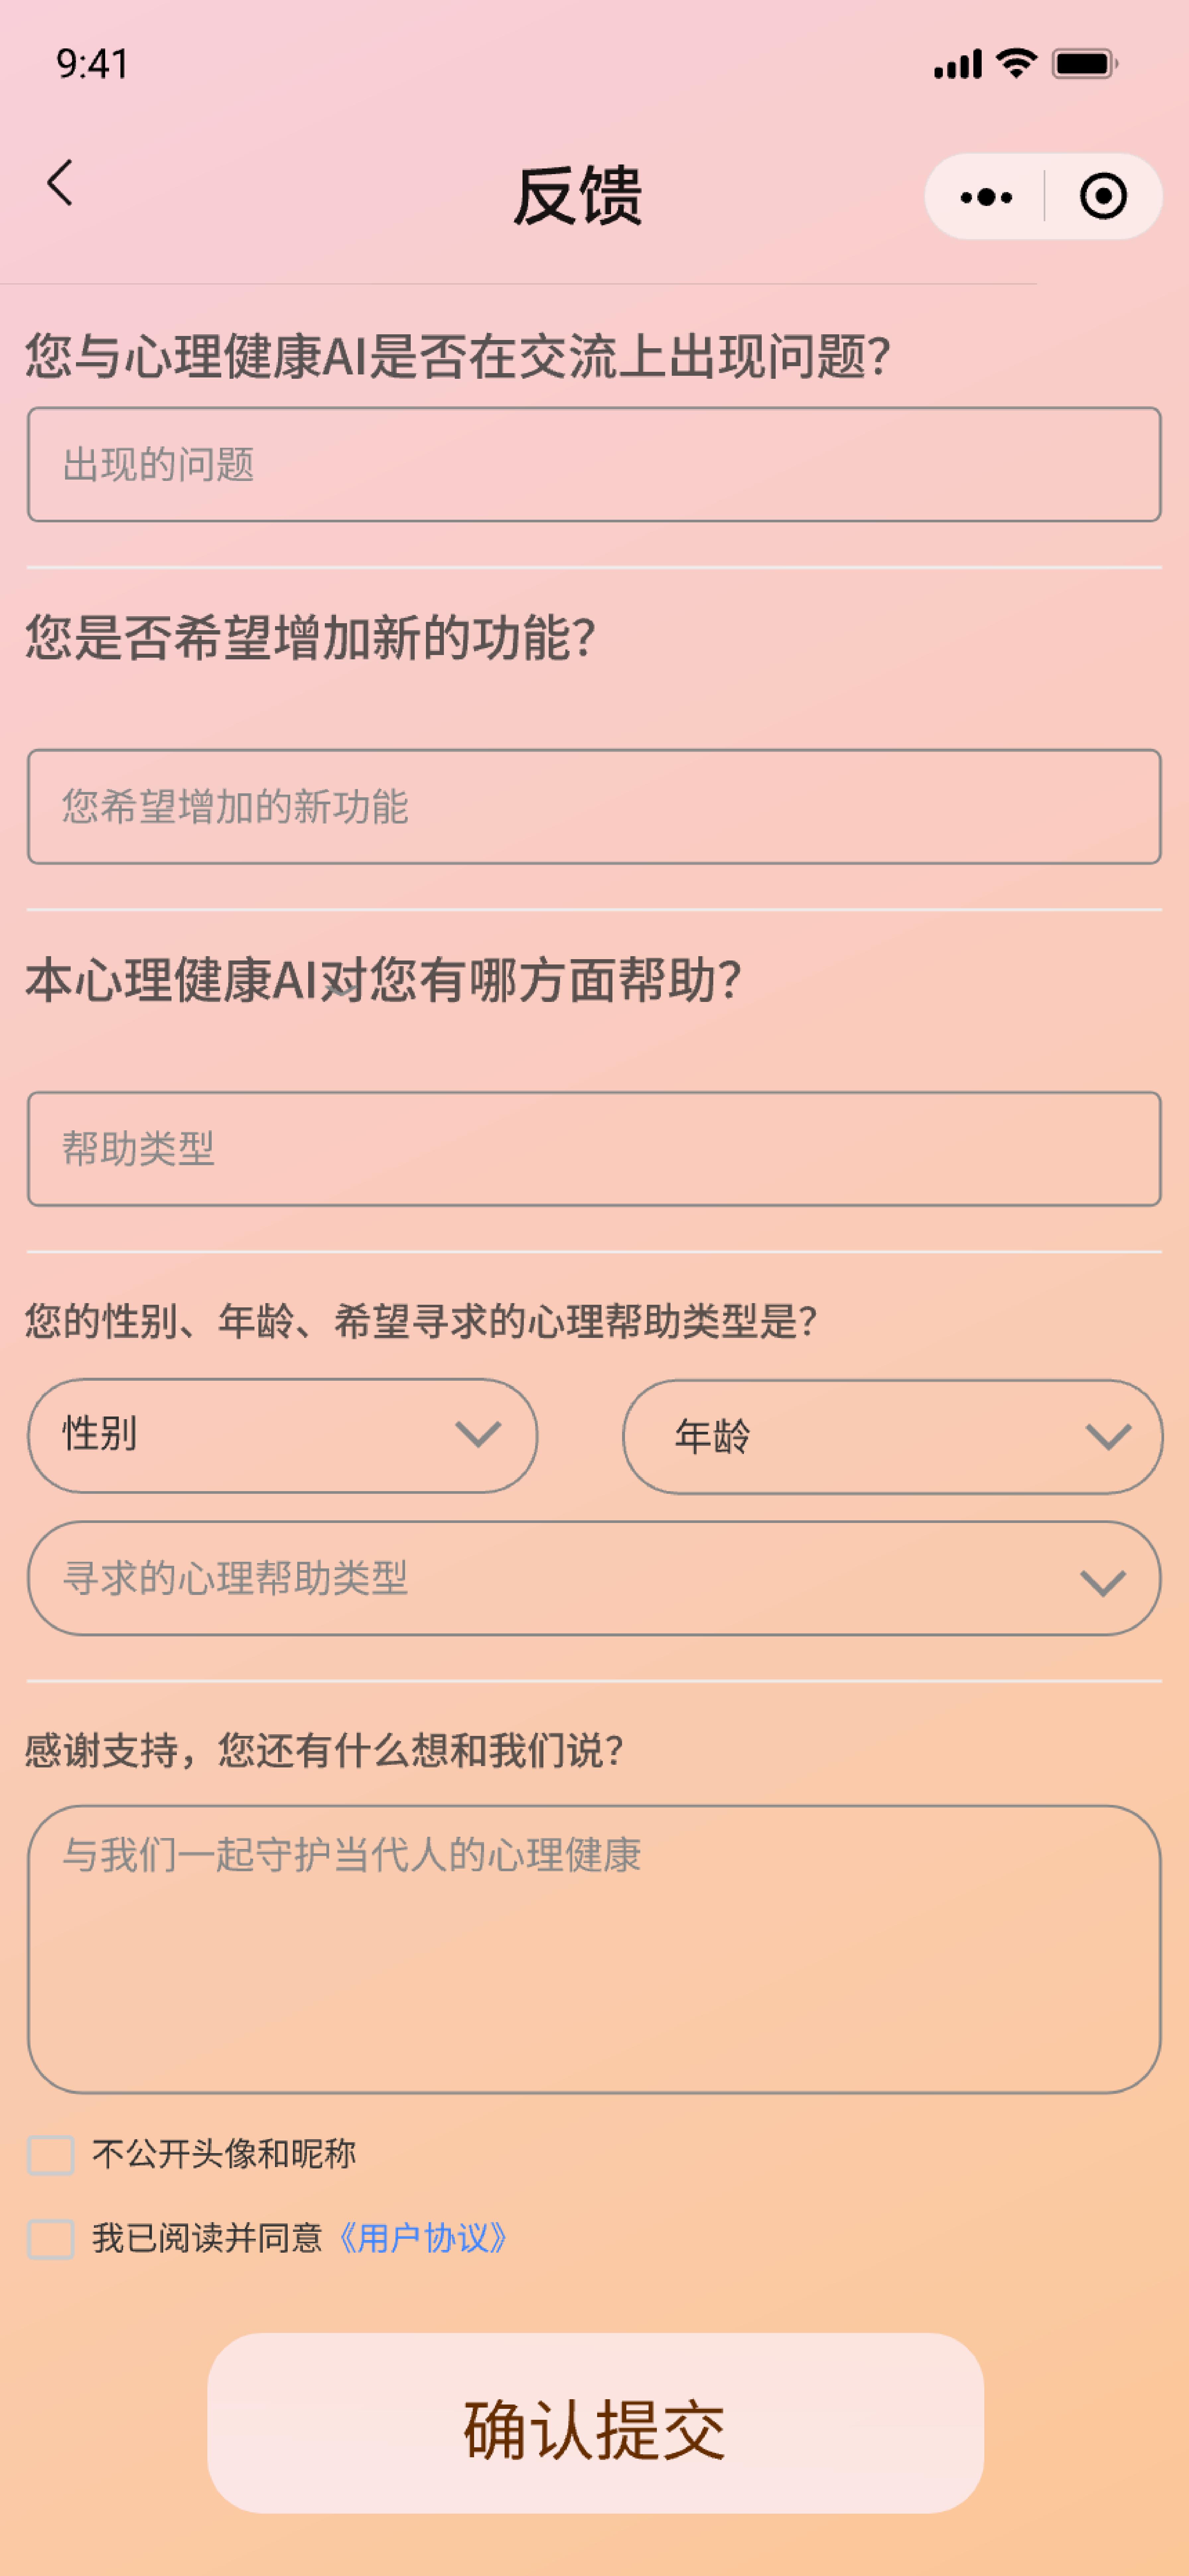 9:41
反馈
您与心理健康AI是否在交流上出现问题?
出现的问题
您是否希望增加新的功能?
您希望增加的新功能
本心理健康AI对您有哪方面帮助?
帮助类型
您的性别、年龄、希望寻求的心理帮助类型是?
性别
年龄
寻求的心理帮助类型
感谢支持，您还有什么想和我们说?
与我们一起守护当代人的心理健康
不公开头像和昵称
我已阅读并同意《用户协议》
确认提交